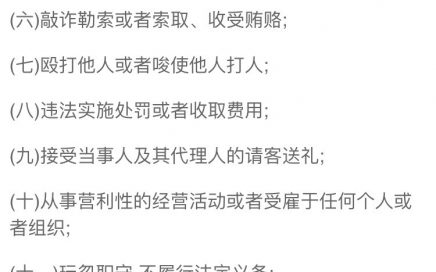 (六)敲诈勒索或者索取、收受贿赂;
(七)殴打他人或者唆使他人打人;
(八)违法实施处罚或者收取费用;
(九)接受当事人及其代理人的请客送礼;
(十)从事营利性的经营活动或者受雇于任何个人或
者组织;
(十一)玩忽职守,不履行法定义务;